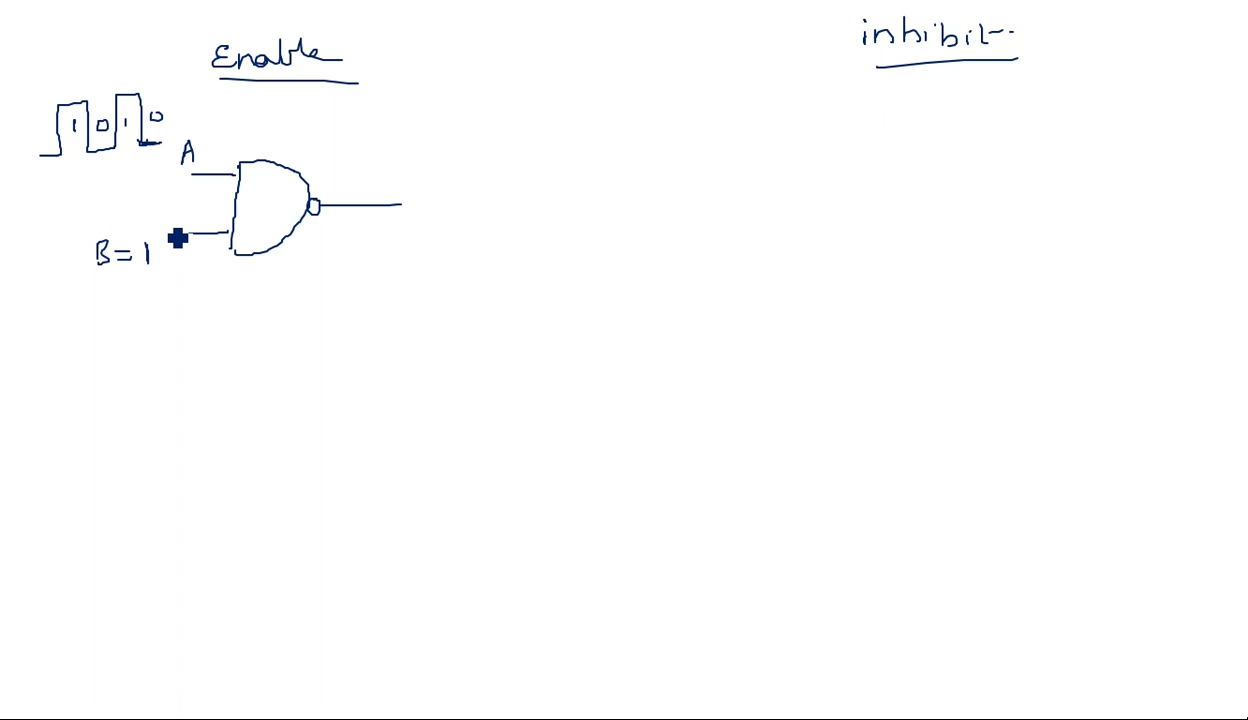 Enable
inhibit
1 0 1 0
A
B = 1